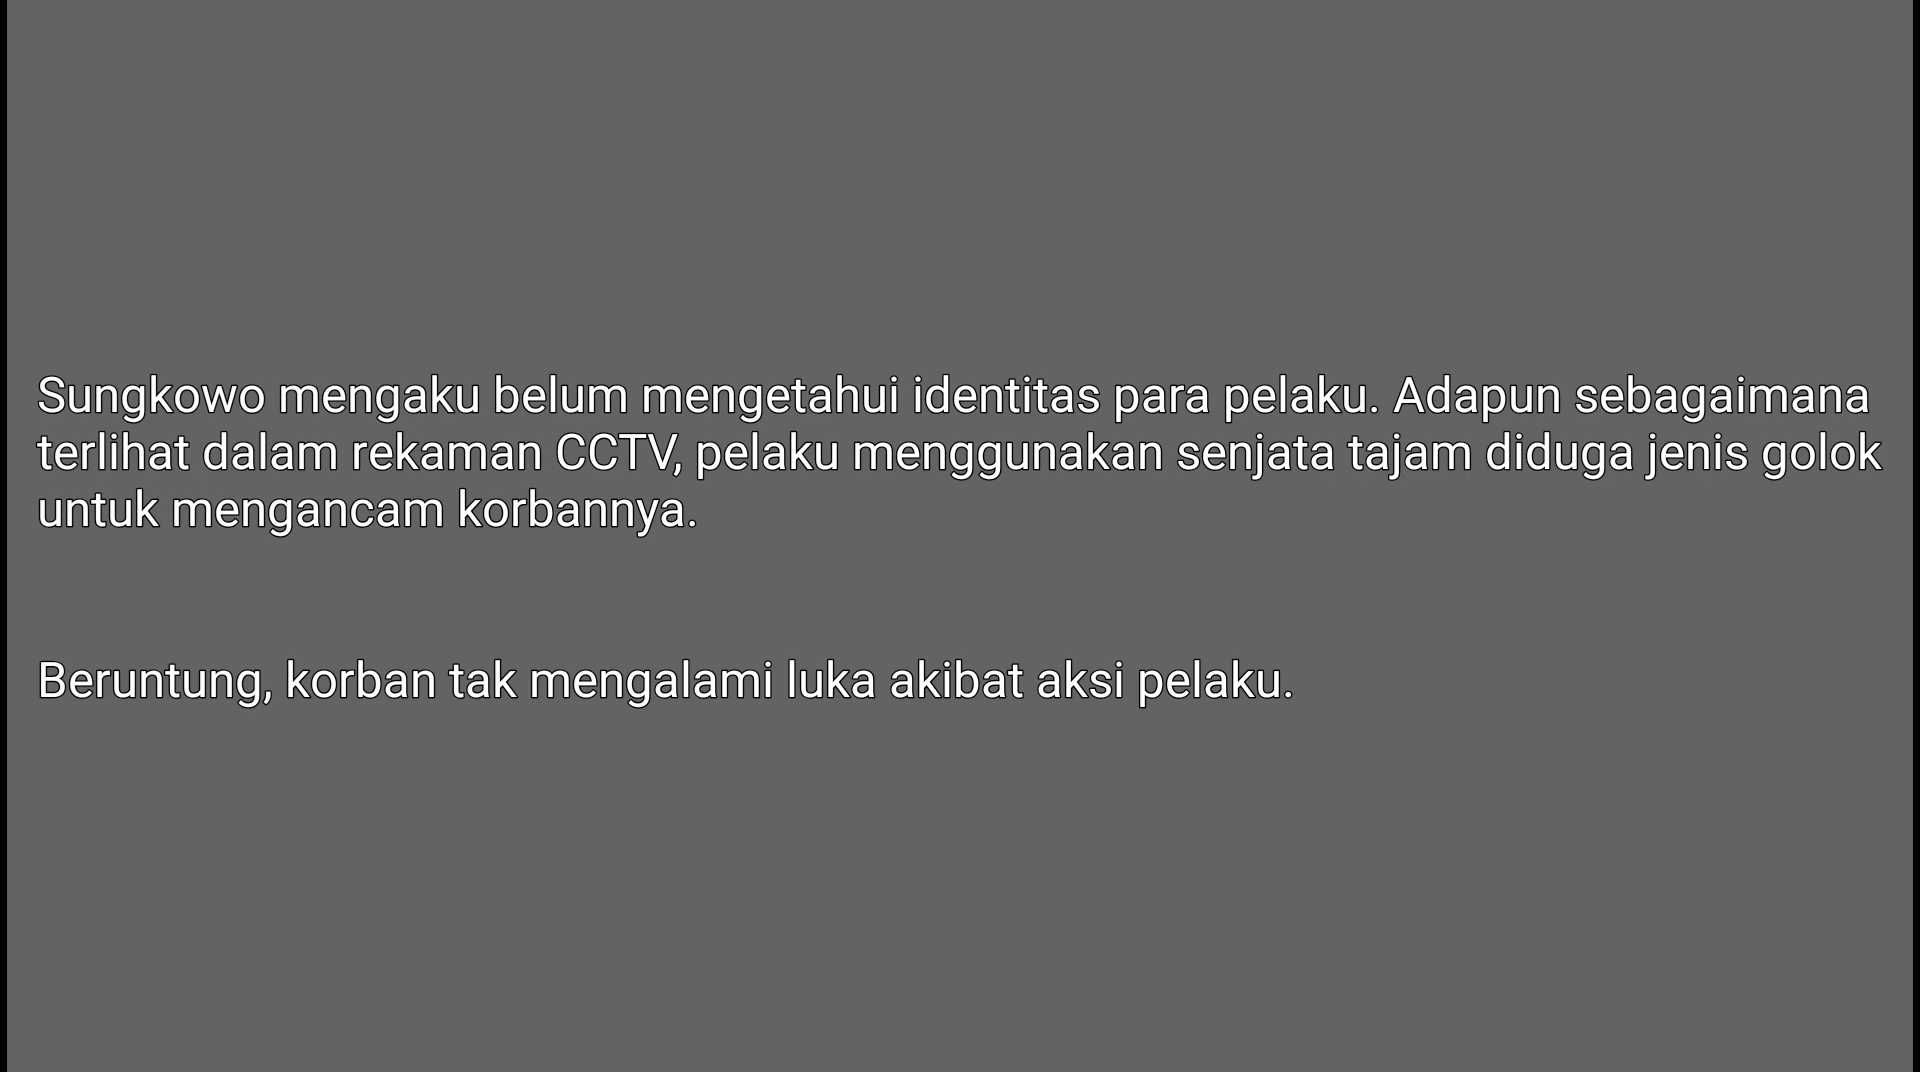 Sungkowo mengaku belum mengetahui identitas para pelaku. Adapun sebagaimana
terlihat dalam rekaman CCTV, pelaku menggunakan senjata tajam diduga jenis golok
untuk mengancam korbannya.
Beruntung, korban tak mengalami luka akibat aksi pelaku.